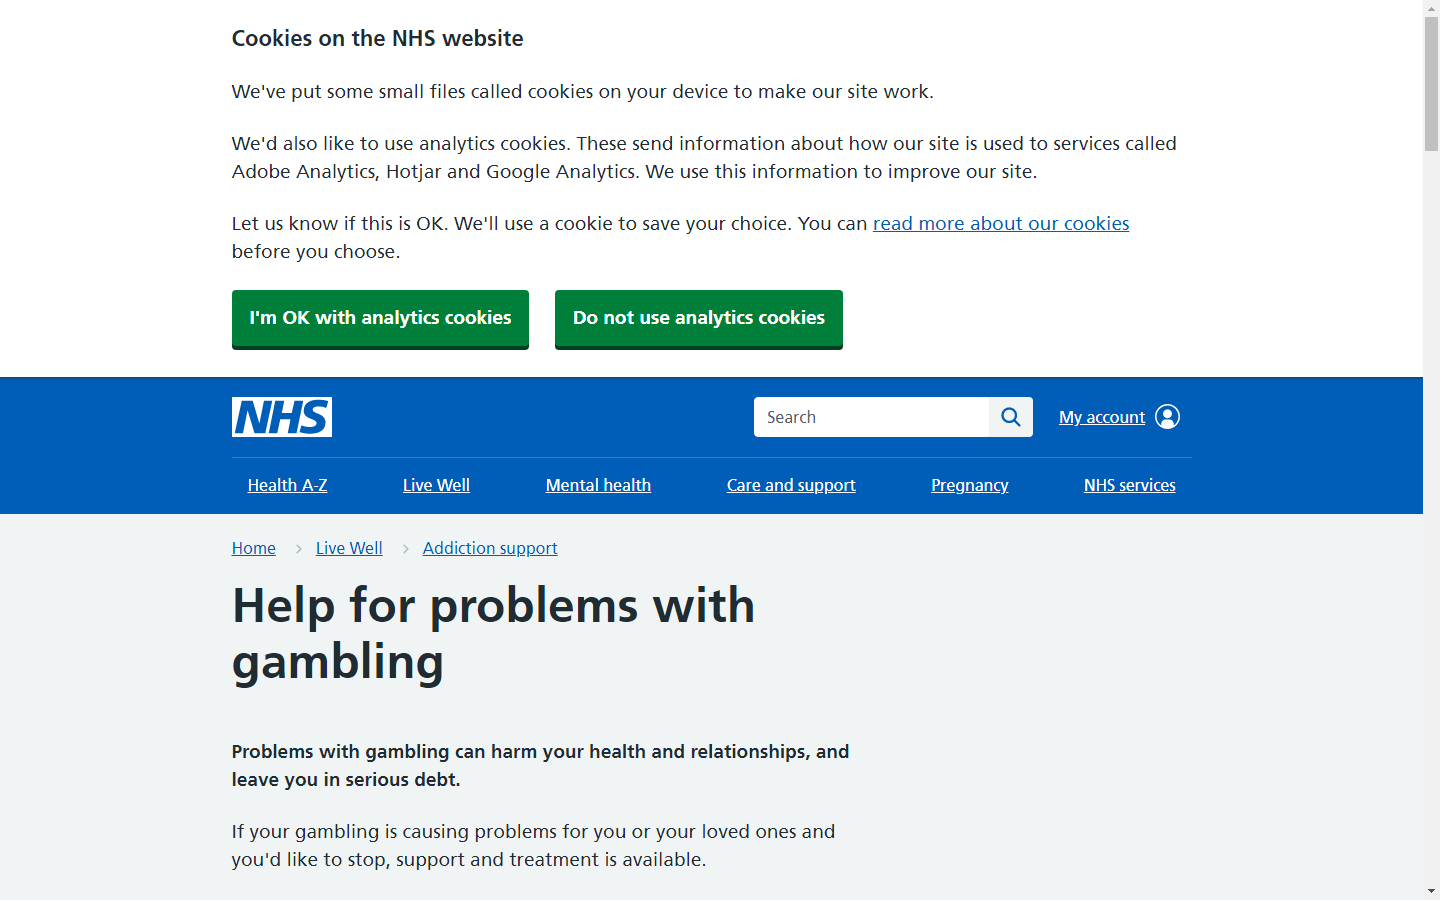 Cookies on the NHS website
We've put some small files called cookies on your device to make our site work.
We'd also like to use analytics cookies. These send information about how our site is used to services called
Adobe Analytics, Hotjar and Google Analytics. We use this information to improve our site.
Let us know if this is OK. We'll use a cookie to save your choice. You can read more about our cookies
before you choose.
I'm OK with analytics cookies
Do not use analytics cookies
NHS
Search
My account
Health A-Z
Live Well
Mental health
Care and support
Pregnancy
NHS services
Home
Live Well
Addiction support
Help for problems with
gambling
Problems with gambling can harm your health and relationships, and
leave you in serious debt.
If your gambling is causing problems for you or your loved ones and
you'd like to stop, support and treatment is available.